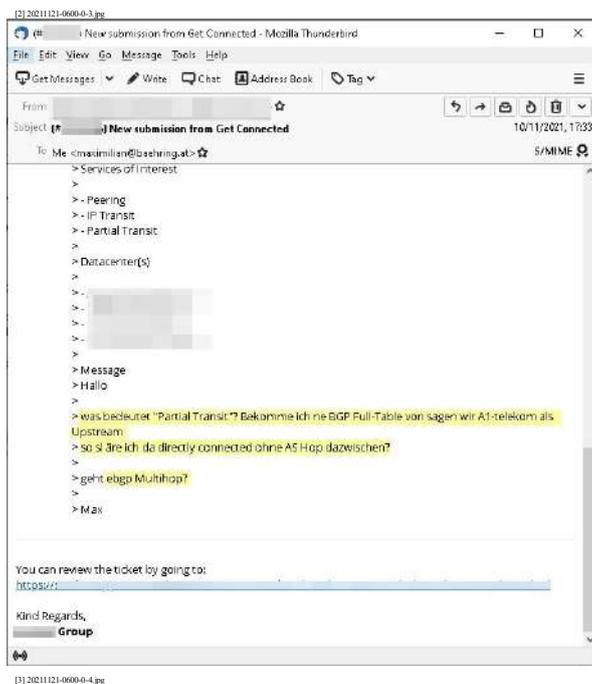 [2] 20211121-0600-0-3.jpg
(# New submission from Get Connected - Mozilla Thunderbird
File Edit View Go Message Tools Help
Get Messages Write Chat Address Book Tag
From
Subject (# ) New submission from Get Connected 10/11/2021, 17:33
To Me <maximilian@baehring.at> S/MIME
> Services of Interest
>
> - Peering
> - IP Transit
> - Partial Transit
>
> Datacenter(s)
>
> -
> -
> -
> -
>
> Message
> Hallo
>
> was bedeutet "Partial Transit"? Bekomme ich ne BGP Full-Table von sagen wir A1-telekom als
Upstream
> so äre ich da directly connected ohne AS Hop dazwischen?
>
> geht ebgp Multihop?
>
> Max
You can review the ticket by going to:
https://
Kind Regards,
Group
[3] 20211121-0600-0-4.jpg